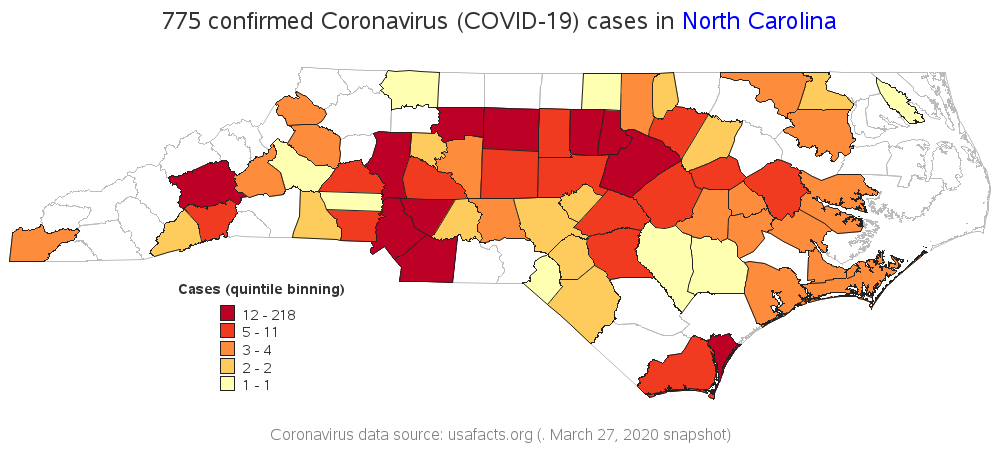 775 confirmed Coronavirus (COVID-19) cases in North Carolina
Cases (quintile binning)
12 - 218
5 - 11
3 - 4
2 - 2
1 - 1
Coronavirus data source: usafacts.org (. March 27, 2020 snapshot)